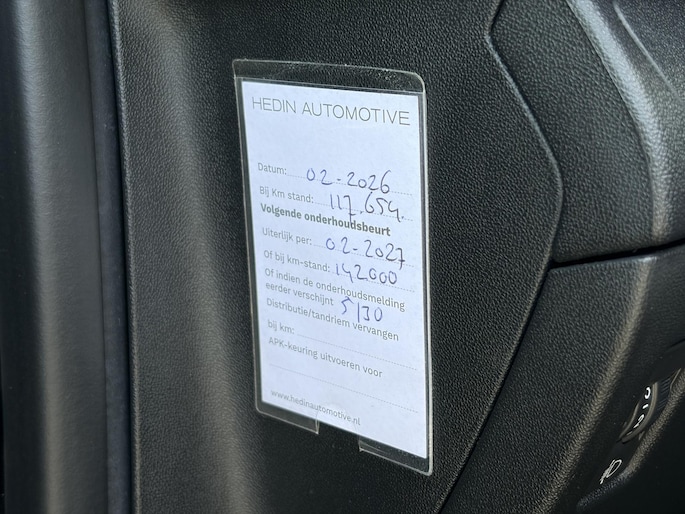 HEDIN AUTOMOTIVE
Datum: 02-2026
Bij Km stand: 117.654.
Volgende onderhoudsbeurt
Uiterlijk per: 02-2027
Of bij km-stand: 142000
Of indien de onderhoudsmelding
eerder verschijnt 5/30
Distributie/tandriem vervangen
bij km:
APK-keuring uitvoeren voor
www.hedinautomotive.nl